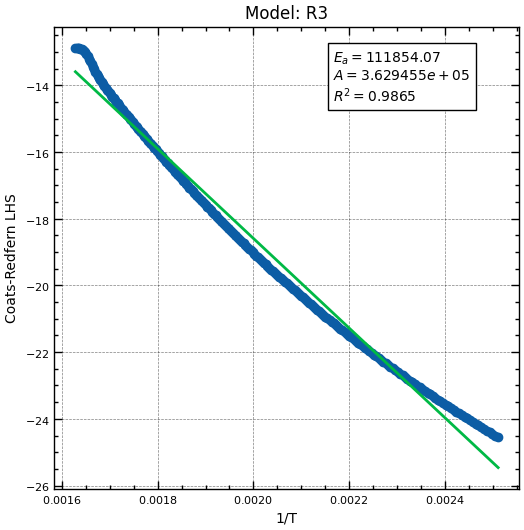 Model: R3
E_a = 111854.07
A = 3.629455e + 05
R^2 = 0.9865
Coats-Redfern LHS
−14
−16
−18
−20
−22
−24
−26
0.0016 0.0018 0.0020 0.0022 0.0024
1/T